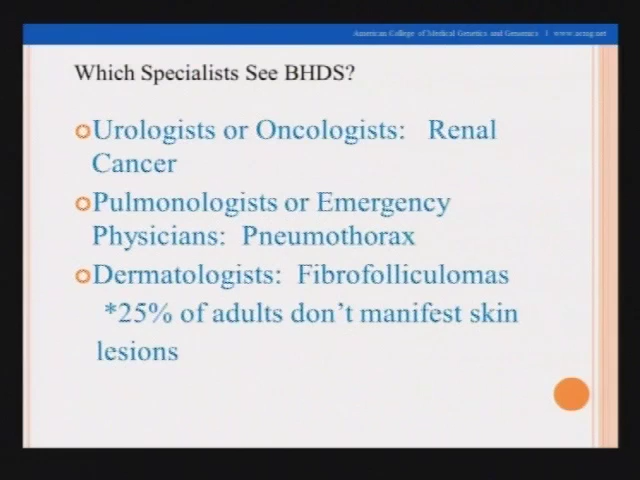 American College of Medical Genetics and Genomics | www.acmg.net
Which Specialists See BHDS?
Urologists or Oncologists: Renal
Cancer
Pulmonologists or Emergency
Physicians: Pneumothorax
Dermatologists: Fibrofolliculomas
*25% of adults don't manifest skin
lesions